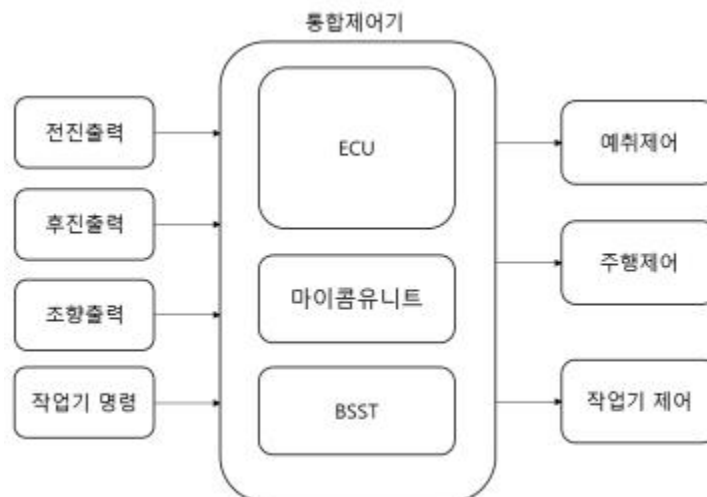 통합제어기
전진출력
후진출력
조향출력
작업기 명령
ECU
마이콤유니트
BSST
예취제어
주행제어
작업기 제어